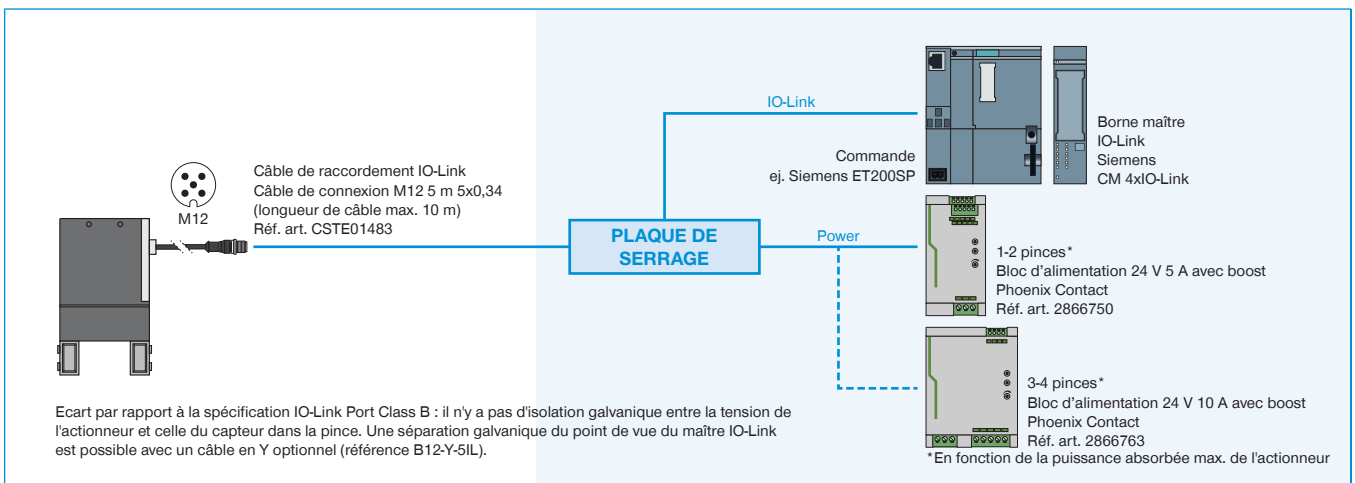 M12
Câble de raccordement IO-Link
Câble de connexion M12 5 m 5x0,34
(longueur de câble max. 10 m)
Réf. art. CSTE01483
PLAQUE DE
SERRAGE
IO-Link
Commande
ej. Siemens ET200SP
Borne maître
IO-Link
Siemens
CM 4xIO-Link
Power
1-2 pinces*
Bloc d'alimentation 24 V 5 A avec boost
Phoenix Contact
Réf. art. 2866750
3-4 pinces*
Bloc d'alimentation 24 V 10 A avec boost
Phoenix Contact
Réf. art. 2866763
*En fonction de la puissance absorbée max. de l'actionneur
Ecart par rapport à la spécification IO-Link Port Class B : il n'y a pas d'isolation galvanique entre la tension de
l'actionneur et celle du capteur dans la pince. Une séparation galvanique du point de vue du maître IO-Link
est possible avec un câble en Y optionnel (référence B12-Y-5IL).